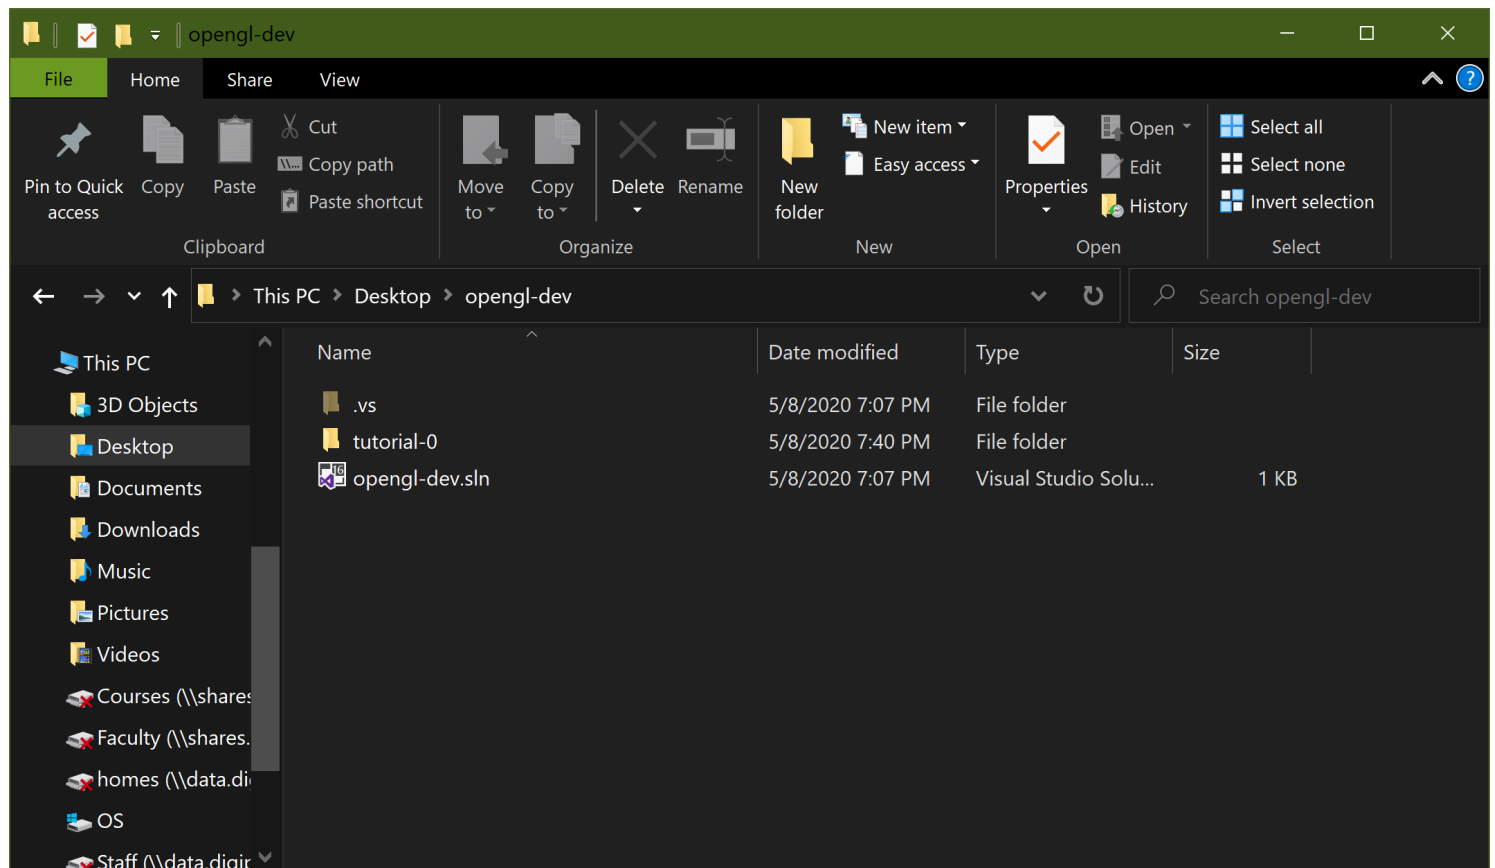 opengl-dev
File Home Share View
?
Pin to Quick access
Copy
Paste
Cut
Copy path
Paste shortcut
Clipboard
Move to
Copy to
Delete
Rename
Organize
New folder
New item
Easy access
New
Properties
Open
Edit
History
Open
Select all
Select none
Invert selection
Select
This PC Desktop opengl-dev
Search opengl-dev
This PC
3D Objects
Desktop
Documents
Downloads
Music
Pictures
Videos
Courses (\\shares
Faculty (\\shares.
homes (\\data.di
OS
Staff (\\data.digi
Name Date modified Type Size
.vs 5/8/2020 7:07 PM File folder
tutorial-0 5/8/2020 7:40 PM File folder
16
opengl-dev.sln 5/8/2020 7:07 PM Visual Studio Solu... 1 KB